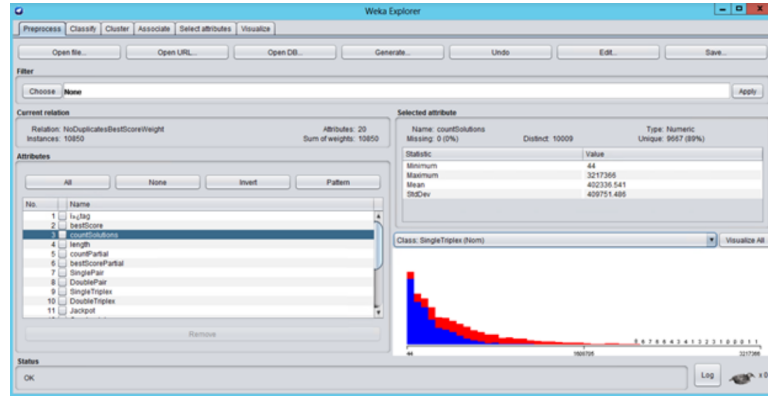 Weka Explorer
Preprocess Classify Cluster Associate Select attributes Visualize
Open file... Open URL... Open DB... Generate... Undo Edit... Save...
Filter
Choose None Apply
Current relation
Relation: NoDuplicatesBestScoreWeight Attributes: 20
Instances: 10850 Sum of weights: 10850
Attributes
All None Invert Pattern
No. Name
1 ï»¿tag
2 bestScore
3 countSolutions
4 length
5 countPartial
6 bestScorePartial
7 SinglePair
8 DoublePair
9 SingleTriplex
10 DoubleTriplex
11 Jackpot
Remove
Selected attribute
Name: countSolutions Type: Numeric
Missing: 0 (0%) Distinct: 10009 Unique: 9667 (89%)
Statistic Value
Minimum 44
Maximum 3217366
Mean 402336.541
StdDev 409751.486
Class: SingleTriplex (Nom) Visualize All
44 1608705 3217366
Status
OK
Log x 0